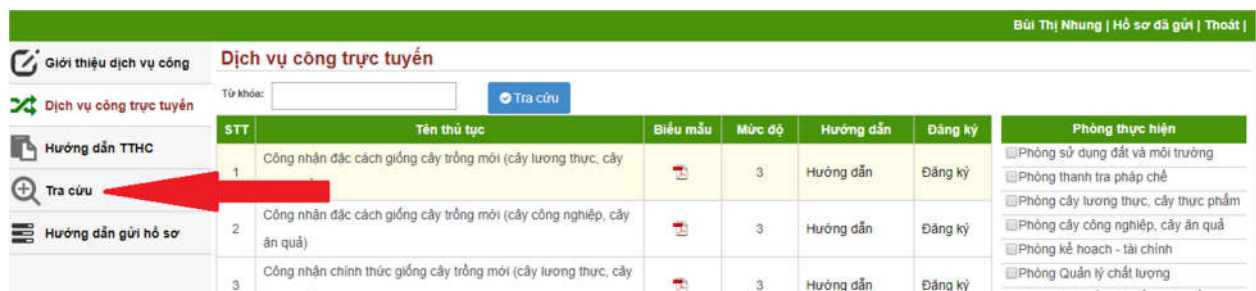 Bùi Thị Nhung | Hồ sơ đã gửi | Thoát |
Giới thiệu dịch vụ công
Dịch vụ công trực tuyến
Hướng dẫn TTHC
Tra cứu
Hướng dẫn gửi hồ sơ
Dịch vụ công trực tuyến
Từ khóa:
Tra cứu
STT Tên thủ tục Biểu mẫu Mức độ Hướng dẫn Đăng ký
1 Công nhận đặc cách giống cây trồng mới (cây lương thực, cây
3 Hướng dẫn Đăng ký
2 Công nhận đặc cách giống cây trồng mới (cây công nghiệp, cây
ăn quả)
3 Hướng dẫn Đăng ký
3 Công nhận chính thức giống cây trồng mới (cây lương thực, cây
3 Hướng dẫn Đăng ký
Phòng thực hiện
Phòng sử dụng đất và môi trường
Phòng thanh tra pháp chế
Phòng cây lương thực, cây thực phẩm
Phòng cây công nghiệp, cây ăn quả
Phòng kế hoạch - tài chính
Phòng Quản lý chất lượng